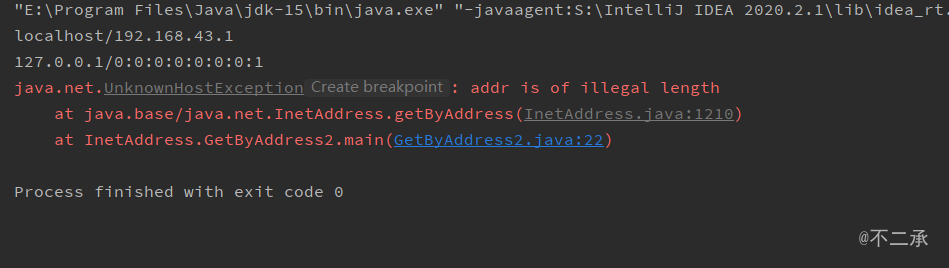 "E:\Program Files\Java\jdk-15\bin\java.exe" "-javaagent:S:\IntelliJ IDEA 2020.2.1\lib\idea_rt.
localhost/192.168.43.1
127.0.0.1/0:0:0:0:0:0:0:1
java.net.UnknownHostException Create breakpoint : addr is of illegal length
    at java.base/java.net.InetAddress.getByAddress(InetAddress.java:1210)
    at InetAddress.GetByAddress2.main(GetByAddress2.java:22)
Process finished with exit code 0
@不二承